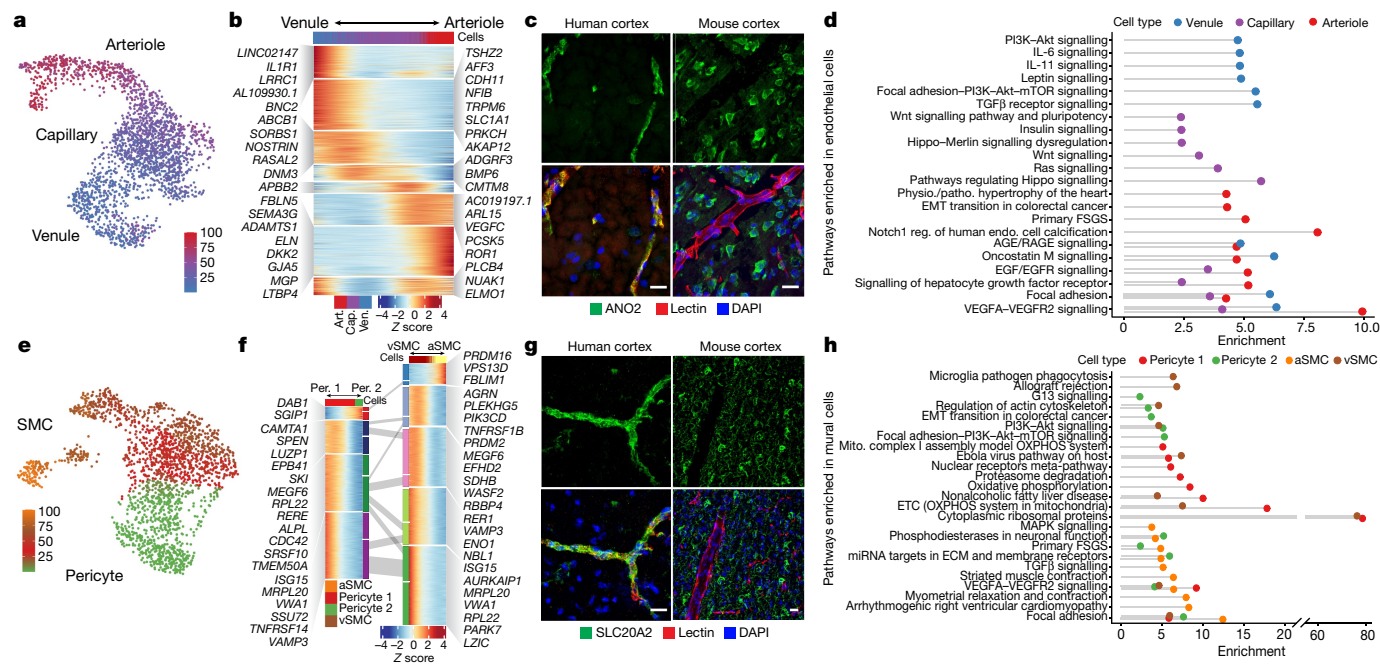 a
Arteriole
Capillary
Venule
100
75
50
25
b
Venule
Arteriole
Cells
LINC02147
IL1R1
LRRC1
AL109930.1
BNC2
ABCB1
SORBS1
NOSTRIN
RASAL2
DNM3
APBB2
FBLN5
SEMA3G
ADAMTS1
ELN
DKK2
GJA5
MGP
LTBP4
TSHZ2
AFF3
CDH11
NFIB
TRPM6
SLC1A1
PRKCH
AKAP12
ADGRF3
BMP6
CMTM8
AC019197.1
ARL15
VEGFC
PCSK5
ROR1
PLCB4
NUAK1
ELMO1
Art.
Cap.
Ven.
−4 −2 0 2 4
Z score
c
Human cortex Mouse cortex
ANO2 Lectin DAPI
d
Cell type Venule Capillary Arteriole
Pathways enriched in endothelial cells
PI3K–Akt signalling
IL-6 signalling
IL-11 signalling
Leptin signalling
Focal adhesion–PI3K–Akt–mTOR signalling
TGFβ receptor signalling
Wnt signalling pathway and pluripotency
Insulin signalling
Hippo–Merlin signalling dysregulation
Wnt signalling
Ras signalling
Pathways regulating Hippo signalling
Physio./patho. hypertrophy of the heart
EMT transition in colorectal cancer
Primary FSGS
Notch1 reg. of human endo. cell calcification
AGE/RAGE signalling
Oncostatin M signalling
EGF/EGFR signalling
Signalling of hepatocyte growth factor receptor
Focal adhesion
VEGFA–VEGFR2 signalling
0 2.5 5.0 7.5 10.0
Enrichment
e
SMC
Pericyte
100
75
50
25
f
Per. 1 Per. 2
Cells
DAB1
SGIP1
CAMTA1
SPEN
LUZP1
EPB41
SKI
MEGF6
RPL22
RERE
ALPL
CDC42
SRSF10
TMEM50A
ISG15
MRPL20
VWA1
SSU72
TNFRSF14
VAMP3
aSMC
Pericyte 1
Pericyte 2
vSMC
vSMC aSMC
Cells
PRDM16
VPS13D
FBLIM1
AGRN
PLEKHG5
PIK3CD
TNFRSF1B
PRDM2
MEGF6
EFHD2
SDHB
WASF2
RBBP4
RER1
VAMP3
ENO1
NBL1
ISG15
AURKAIP1
MRPL20
VWA1
RPL22
PARK7
LZIC
−4 −2 0 2 4
Z score
g
Human cortex Mouse cortex
SLC20A2 Lectin DAPI
h
Cell type Pericyte 1 Pericyte 2 aSMC vSMC
Pathways enriched in mural cells
Microglia pathogen phagocytosis
Allograft rejection
G13 signalling
Regulation of actin cytoskeleton
EMT transition in colorectal cancer
PI3K–Akt signalling
Focal adhesion–PI3K–Akt–mTOR signalling
Mito. complex I assembly model OXPHOS system
Ebola virus pathway on host
Nuclear receptors meta-pathway
Proteasome degradation
Oxidative phosphorylation
Nonalcoholic fatty liver disease
ETC (OXPHOS system in mitochondria)
Cytoplasmic ribosomal proteins
MAPK signalling
Phosphodiesterases in neuronal function
Primary FSGS
miRNA targets in ECM and membrane receptors
TGFβ signalling
Striated muscle contraction
VEGFA–VEGFR2 signalling
Myometrial relaxation and contraction
Arrhythmogenic right ventricular cardiomyopathy
Focal adhesion
0 5 10 15 20 60 80
Enrichment